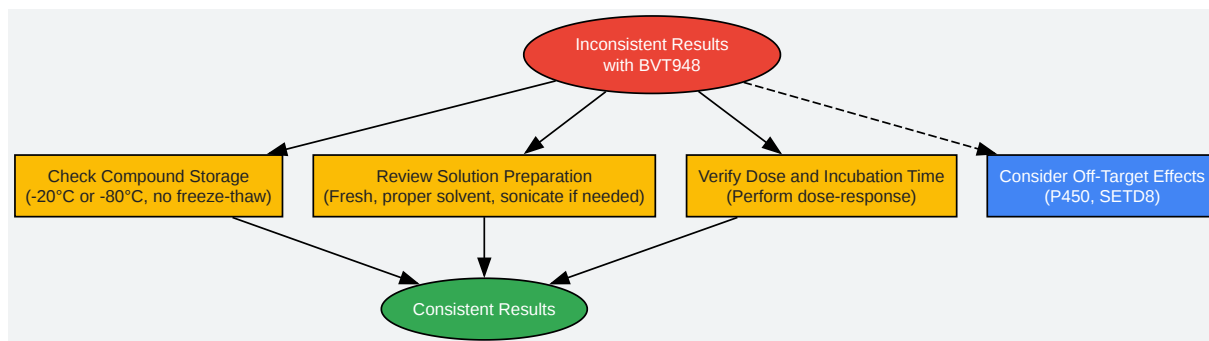 Inconsistent Results
with BVT948
Check Compound Storage
(-20°C or -80°C, no freeze-thaw)
Review Solution Preparation
(Fresh, proper solvent, sonicate if needed)
Verify Dose and Incubation Time
(Perform dose-response)
Consider Off-Target Effects
(P450, SETD8)
Consistent Results